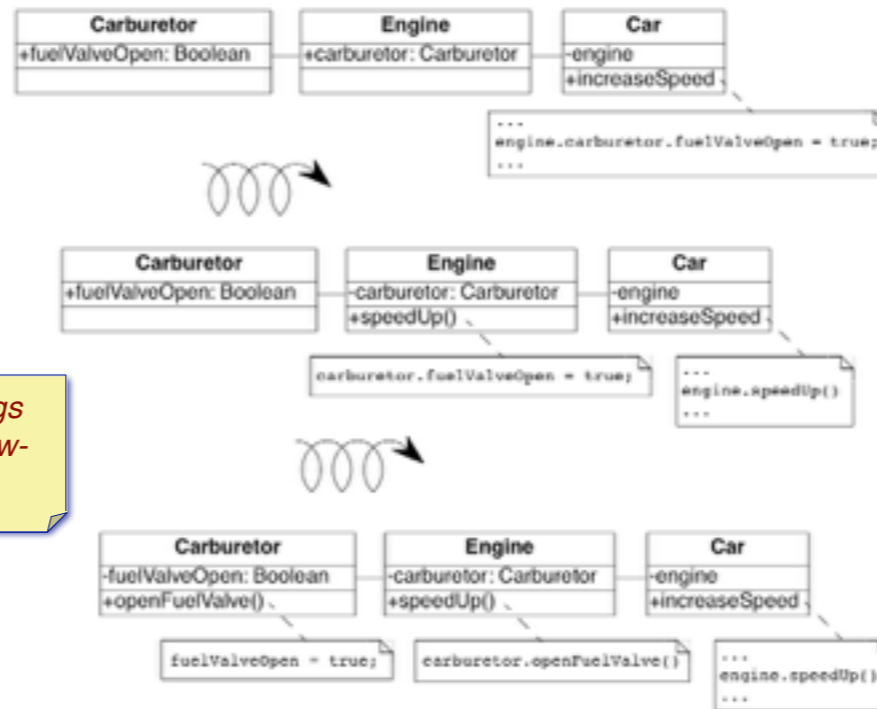 Carburetor
+fuelValveOpen: Boolean
Engine
+carburetor: Carburetor
Car
-engine
+increaseSpeed
...
engine.carburetor.fuelValveOpen = true;
...
Carburetor
+fuelValveOpen: Boolean
Engine
-carburetor: Carburetor
+speedUp()
Car
-engine
+increaseSpeed
carburetor.fuelValveOpen = true;
...
engine.speedUp()
...
Carburetor
-fuelValveOpen: Boolean
+openFuelValve()
Engine
-carburetor: Carburetor
+speedUp()
Car
-engine
+increaseSpeed
fuelValveOpen = true;
carburetor.openFuelValve()
...
engine.speedUp()
...